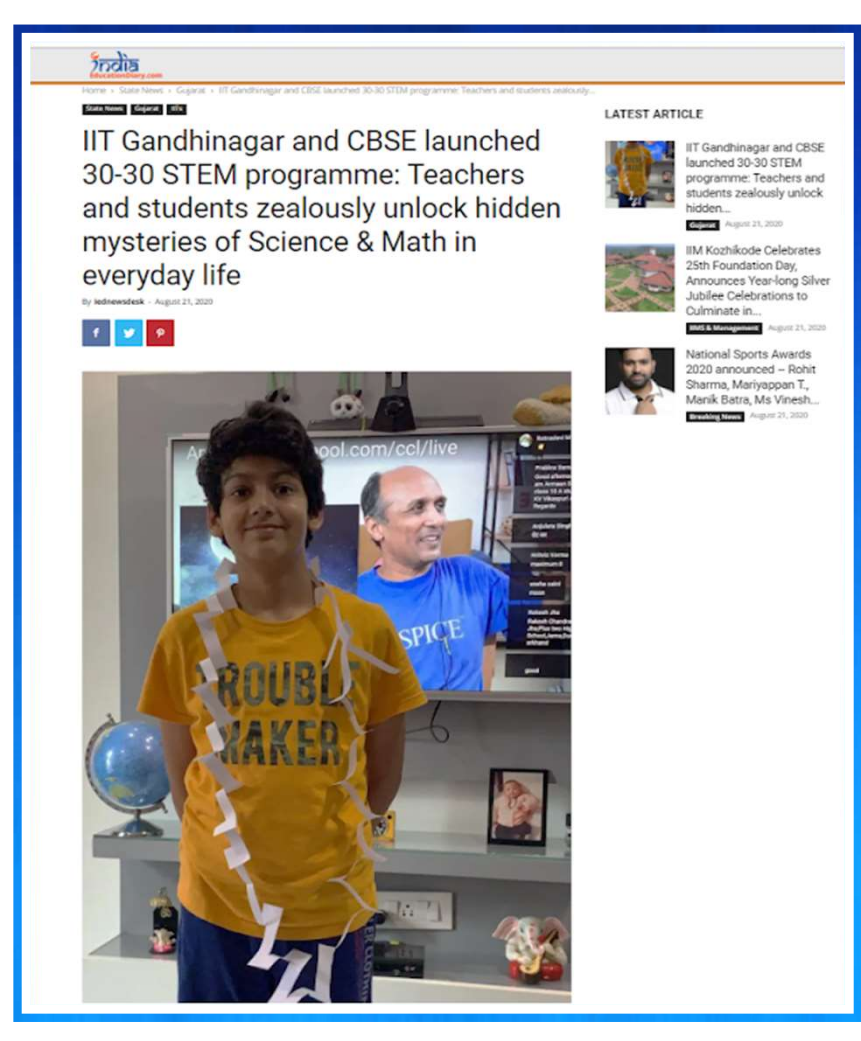 india
EducationDiary.com
Home › State News › Gujarat › IIT Gandhinagar and CBSE launched 30-30 STEM programme: Teachers and students zealously...
State News Gujarat IITs
IIT Gandhinagar and CBSE launched
30-30 STEM programme: Teachers
and students zealously unlock hidden
mysteries of Science & Math in
everyday life
By iednewsdesk - August 21, 2020
LATEST ARTICLE
IIT Gandhinagar and CBSE
launched 30-30 STEM
programme: Teachers and
students zealously unlock
hidden...
Gujarat August 21, 2020
IIM Kozhikode Celebrates
25th Foundation Day,
Announces Year-long Silver
Jubilee Celebrations to
Culminate in...
IIMS & Management August 21, 2020
National Sports Awards
2020 announced – Rohit
Sharma, Mariyappan T.,
Manik Batra, Ms Vinesh...
Breaking News August 21, 2020
ool.com/ccl/live
SPICE
ROUBLE
MAKER
maximum 8
good